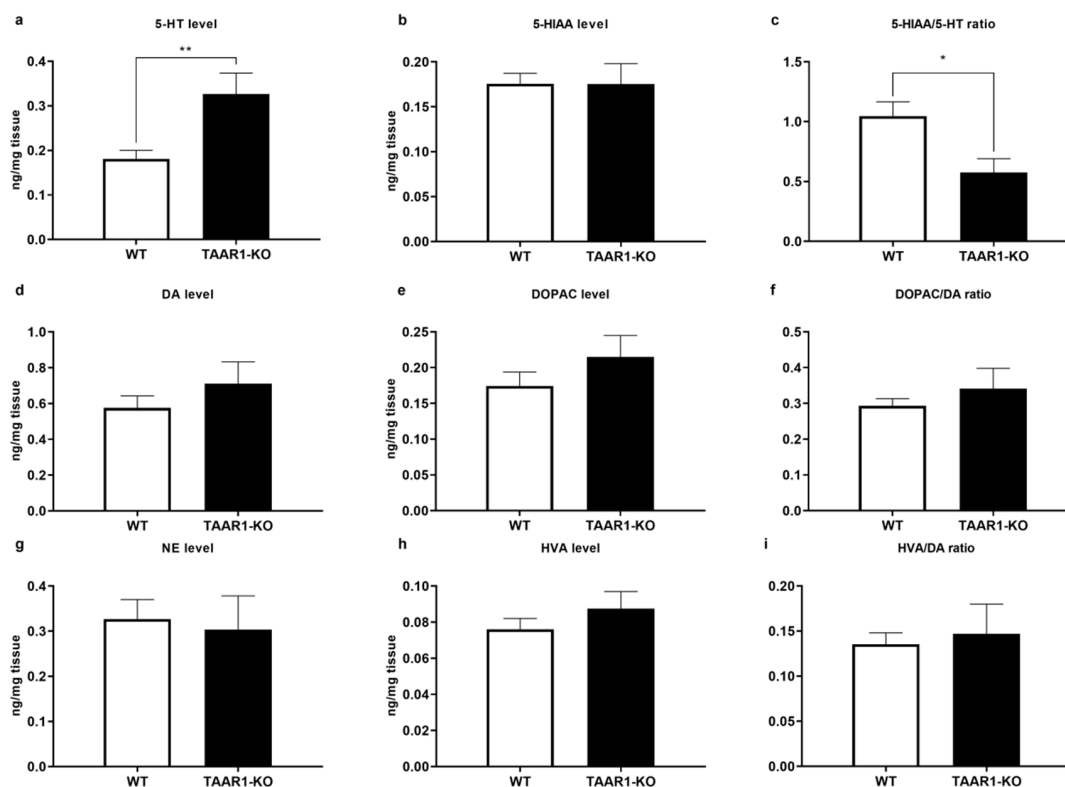 a
5-HT level
**
ng/mg tissue
0.4
0.3
0.2
0.1
0.0
WT TAAR1-KO
b
5-HIAA level
0.20
0.15
0.10
0.05
0.00
WT TAAR1-KO
c
5-HIAA/5-HT ratio
*
1.5
1.0
0.5
0.0
WT TAAR1-KO
d
DA level
ng/mg tissue
1.0
0.8
0.6
0.4
0.2
0.0
WT TAAR1-KO
e
DOPAC level
ng/mg tissue
0.25
0.20
0.15
0.10
0.05
0.00
WT TAAR1-KO
f
DOPAC/DA ratio
0.5
0.4
0.3
0.2
0.1
0.0
WT TAAR1-KO
g
NE level
ng/mg tissue
0.4
0.3
0.2
0.1
0.0
WT TAAR1-KO
h
HVA level
ng/mg tissue
0.10
0.08
0.06
0.04
0.02
0.00
WT TAAR1-KO
i
HVA/DA ratio
0.20
0.15
0.10
0.05
0.00
WT TAAR1-KO